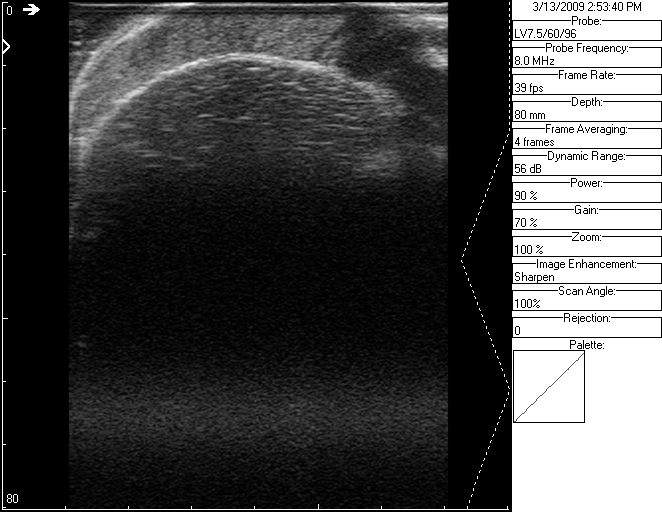 0
80
3/13/2009 2:53:40 PM
Probe:
LV7.5/60/96
Probe Frequency:
8.0 MHz
Frame Rate:
39 fps
Depth:
80 mm
Frame Averaging:
4 frames
Dynamic Range:
56 dB
Power:
90 %
Gain:
70 %
Zoom:
100 %
Image Enhancement:
Sharpen
Scan Angle:
100%
Rejection:
0
Palette: